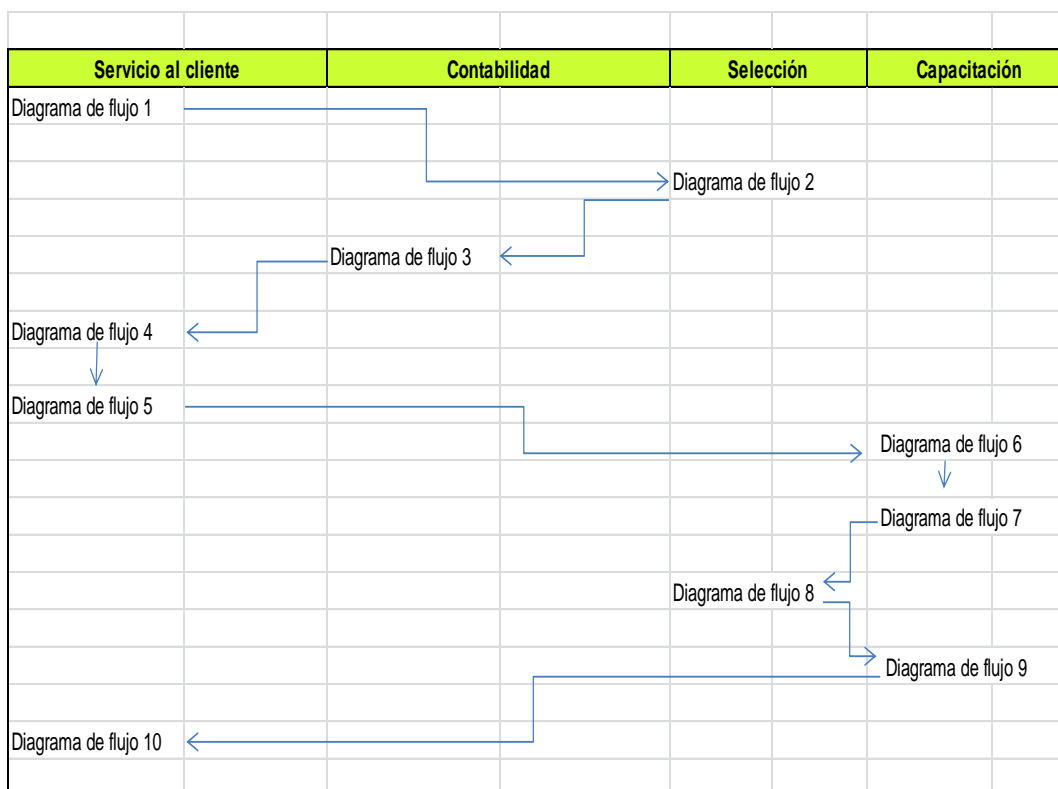 Servicio al cliente Contabilidad Selección Capacitación
Diagrama de flujo 1
Diagrama de flujo 2
Diagrama de flujo 3
Diagrama de flujo 4
Diagrama de flujo 5
Diagrama de flujo 6
Diagrama de flujo 7
Diagrama de flujo 8
Diagrama de flujo 9
Diagrama de flujo 10